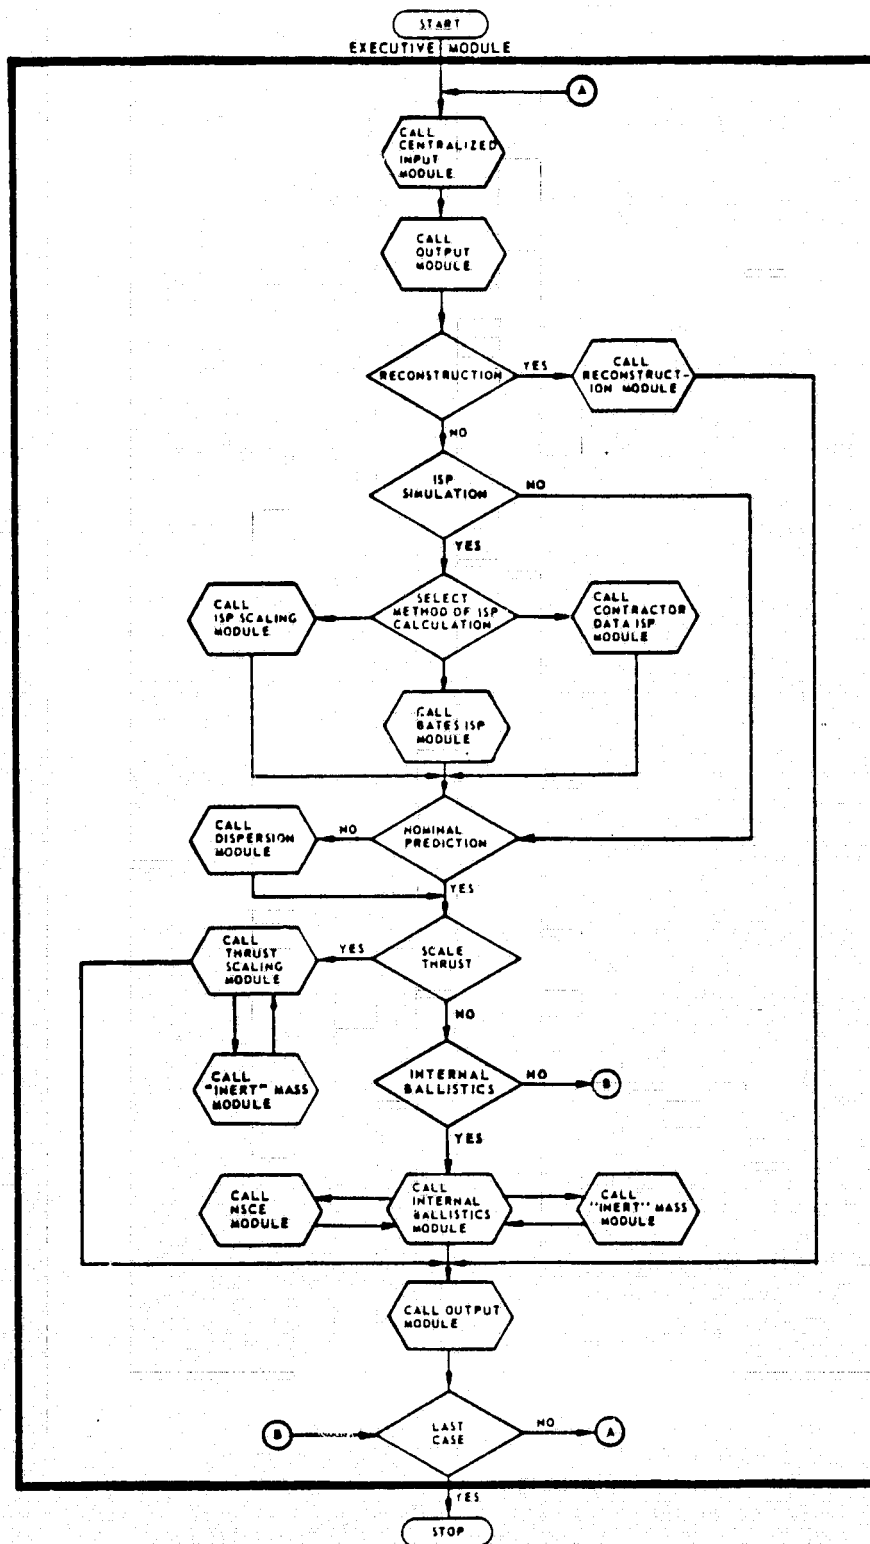 START
EXECUTIVE MODULE
A
CALL
CENTRALIZED
INPUT
MODULE
CALL
OUTPUT
MODULE
RECONSTRUCTION
YES
CALL
RECONSTRUCT-
ION MODULE
NO
ISP
SIMULATION
NO
YES
CALL
ISP SCALING
MODULE
SELECT
METHOD OF ISP
CALCULATION
CALL
CONTRACTOR
DATA ISP
MODULE
CALL
BATES ISP
MODULE
CALL
DISPERSION
MODULE
NO
NOMINAL
PREDICTION
YES
CALL
THRUST
SCALING
MODULE
YES
SCALE
THRUST
NO
CALL
"INERT" MASS
MODULE
INTERNAL
BALLISTICS
NO
B
YES
CALL
NSCE
MODULE
CALL
INTERNAL
BALLISTICS
MODULE
CALL
"INERT" MASS
MODULE
CALL OUTPUT
MODULE
B
LAST
CASE
NO
A
YES
STOP